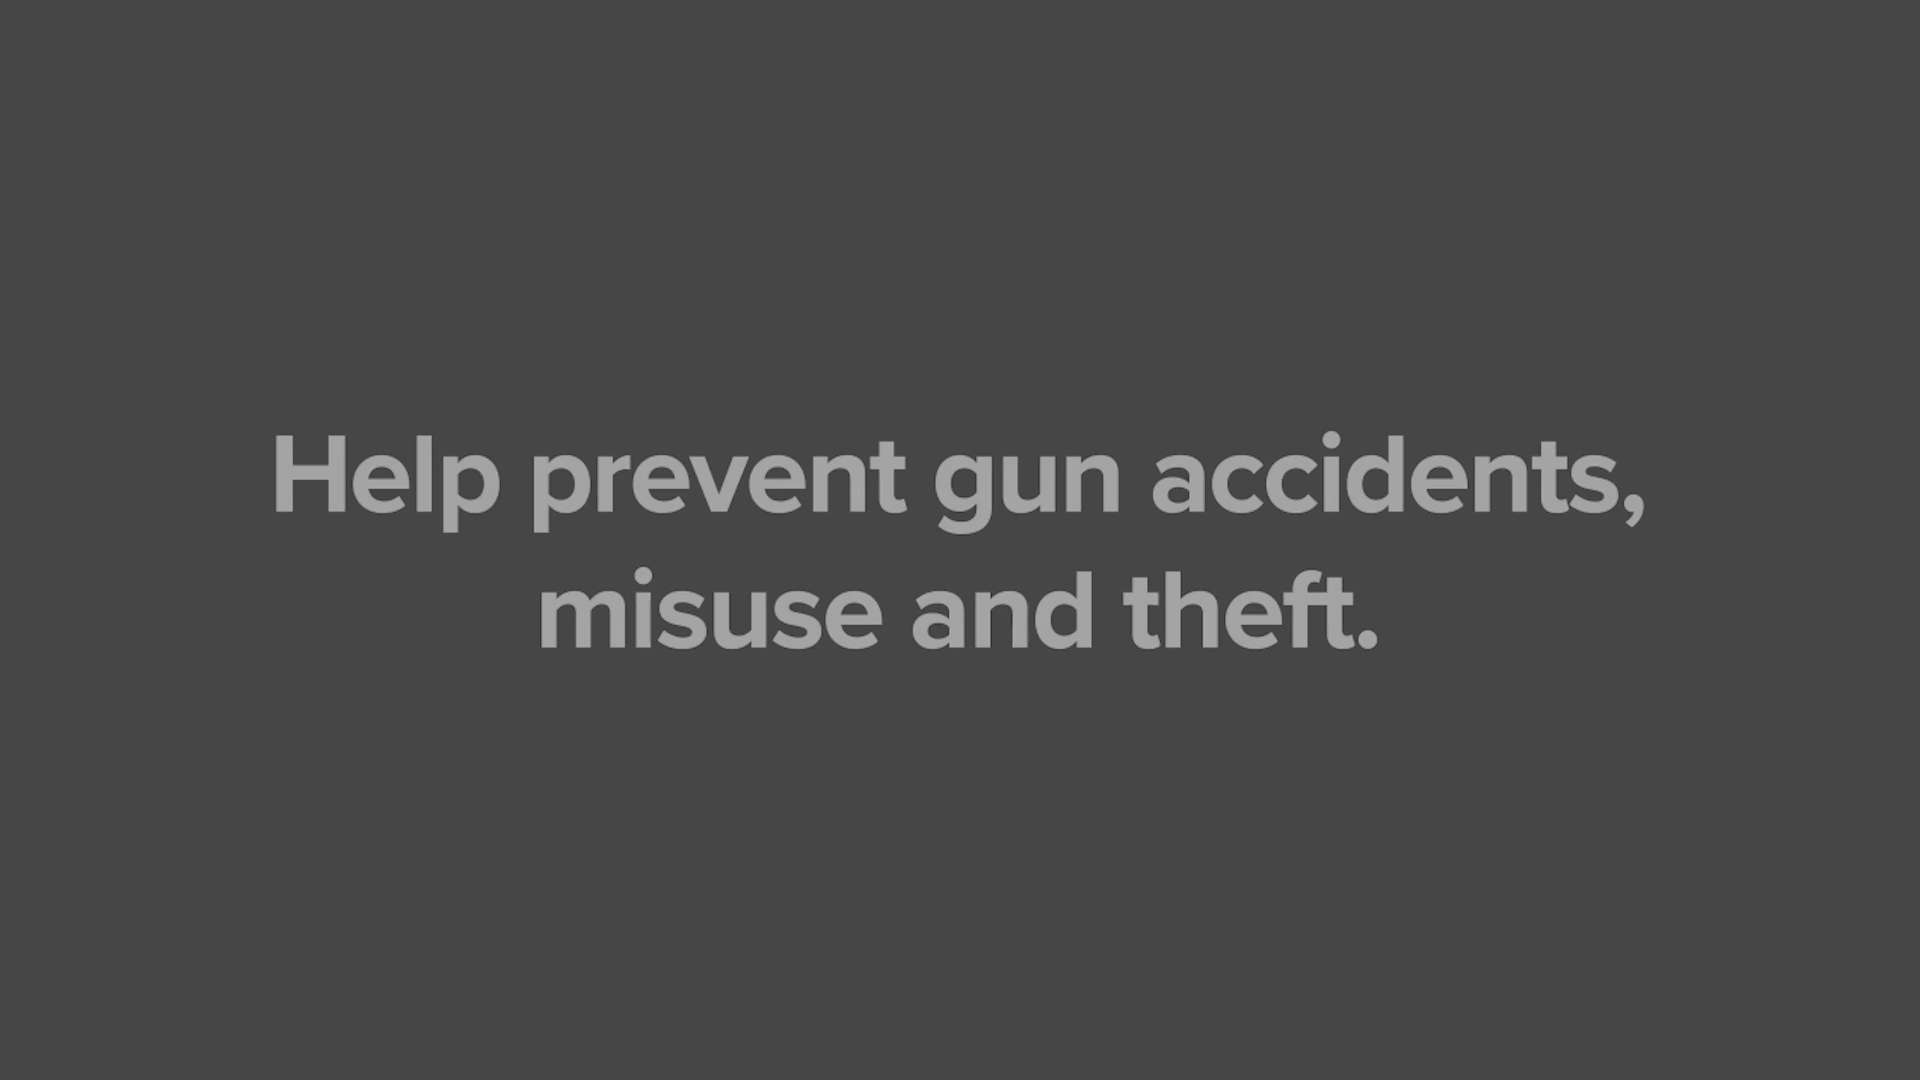 Help prevent gun accidents,
misuse and theft.